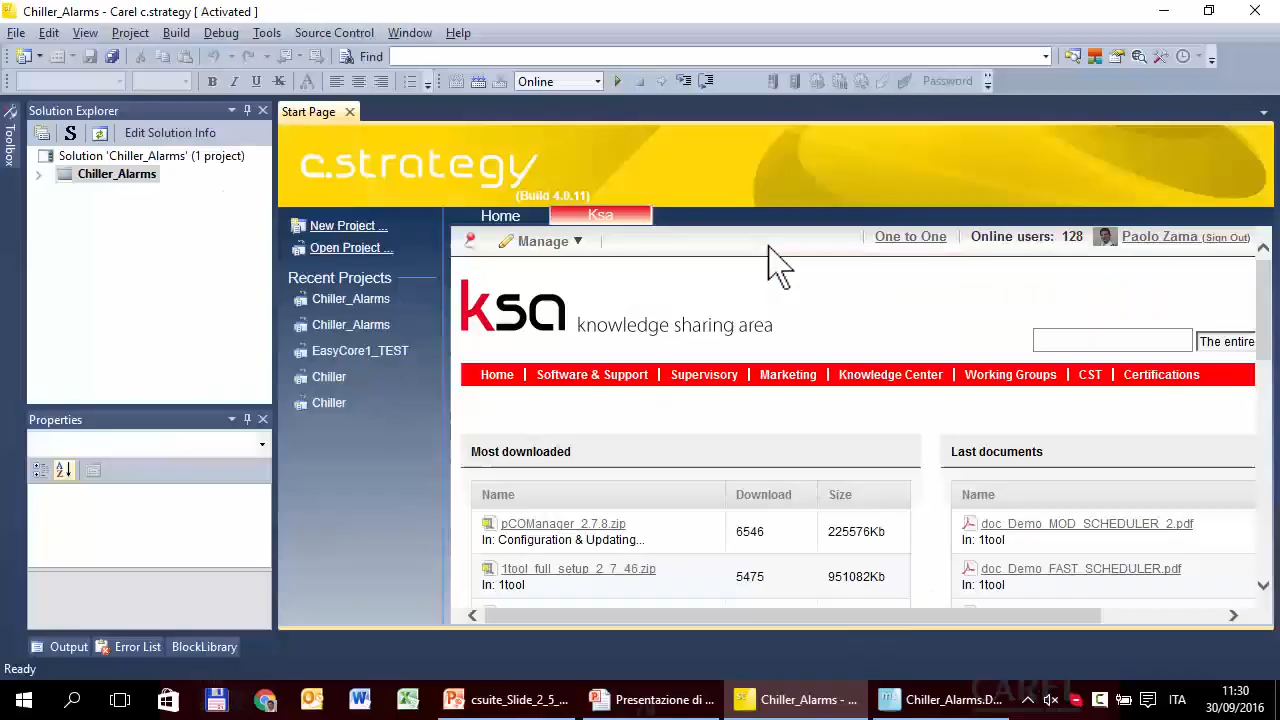 Chiller_Alarms - Carel c.strategy [ Activated ]
File Edit View Project Build Debug Tools Source Control Window Help
Find
B I U K Online Password
Toolbox
Solution Explorer
S Edit Solution Info
Solution 'Chiller_Alarms' (1 project)
Chiller_Alarms
Properties
Start Page
c.strategy
(Build 4.0.11)
New Project ...
Open Project ...
Recent Projects
Chiller_Alarms
Chiller_Alarms
EasyCore1_TEST
Chiller
Chiller
Home Ksa
Manage One to One Online users: 128 Paolo Zama (Sign Out)
ksa knowledge sharing area
The entire
Home Software & Support Supervisory Marketing Knowledge Center Working Groups CST Certifications
Most downloaded
Name Download Size
pCOManager_2.7.8.zip 6546 225576Kb
In: Configuration & Updating...
1tool_full_setup_2_7_46.zip 5475 951082Kb
In: 1tool
Last documents
Name
doc_Demo_MOD_SCHEDULER_2.pdf
In: 1tool
doc_Demo_FAST_SCHEDULER.pdf
In: 1tool
Output Error List BlockLibrary
Ready
csuite_Slide_2_5_... Presentazione di ... Chiller_Alarms - ... Chiller_Alarms.D... ITA 11:30
30/09/2016
CAREL